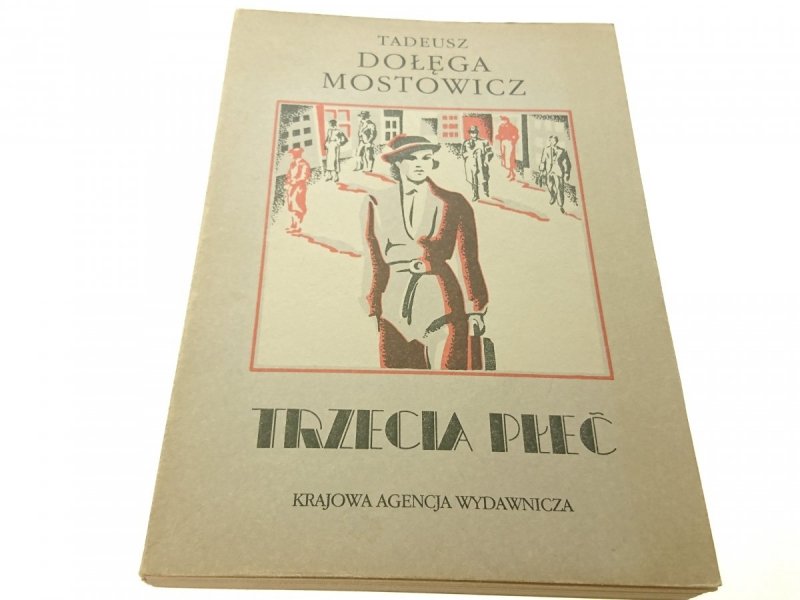 TADEUSZ
DOŁĘGA
MOSTOWICZ
TRZECIA PŁEĆ
KRAJOWA AGENCJA WYDAWNICZA